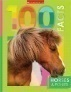 100
FACTS
HORSES
& PONIES